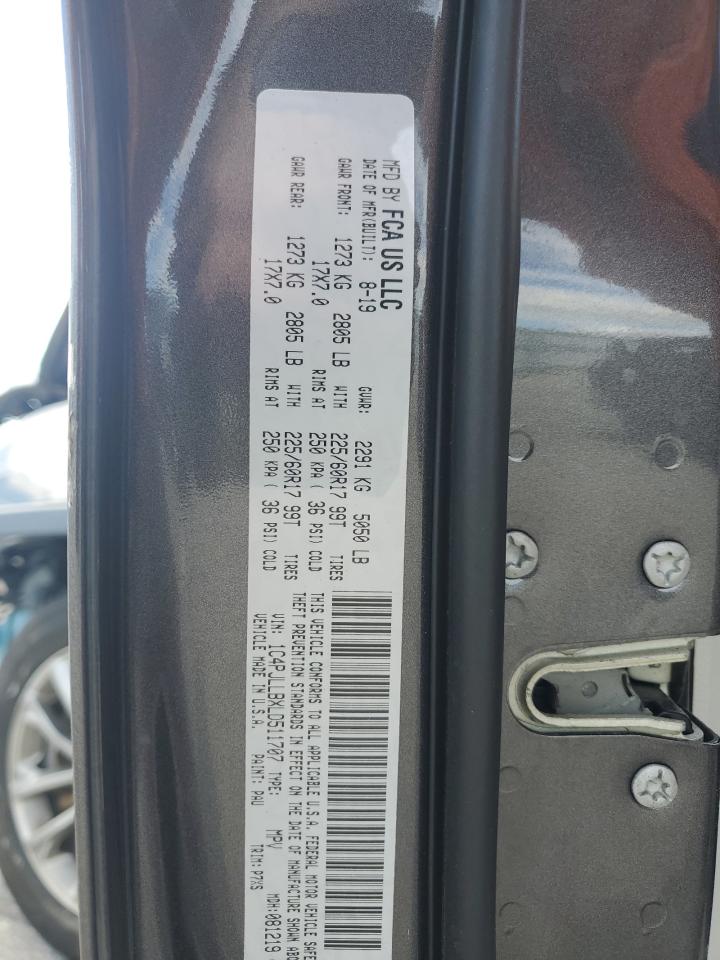 MFD BY FCA US LLC
DATE OF MFR(BUILT): 8-19 GVWR: 2291 KG 5050 LB
GAWR FRONT: 1273 KG 2805 LB WITH 225/60R17 99T TIRES
17X7.0 RIMS AT 250 KPA ( 36 PSI) COLD
GAWR REAR: 1273 KG 2805 LB WITH 225/60R17 99T TIRES
17X7.0 RIMS AT 250 KPA ( 36 PSI) COLD
THIS VEHICLE CONFORMS TO ALL APPLICABLE U.S.A. FEDERAL MOTOR VEHICLE SAFE
THEFT PREVENTION STANDARDS IN EFFECT ON THE DATE OF MANUFACTURE SHOWN ABO
VIN: 1C4PJLLBXLD511707 TYPE: MPV MDH:081219
VEHICLE MADE IN U.S.A. PAINT: PAU TRIM: P7XS